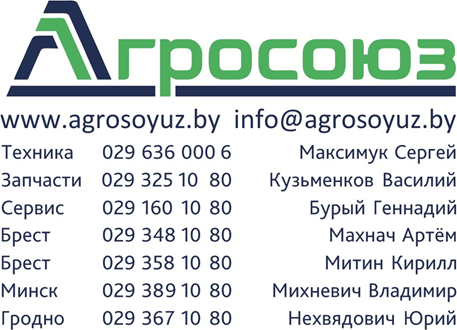 Агросоюз
www.agrosoyuz.by info@agrosoyuz.by
Техника 029 636 000 6 Максимук Сергей
Запчасти 029 325 10 80 Кузьменков Василий
Сервис 029 160 10 80 Бурый Геннадий
Брест 029 348 10 80 Махнач Артём
Брест 029 358 10 80 Митин Кирилл
Минск 029 389 10 80 Михневич Владимир
Гродно 029 367 10 80 Нехвядович Юрий